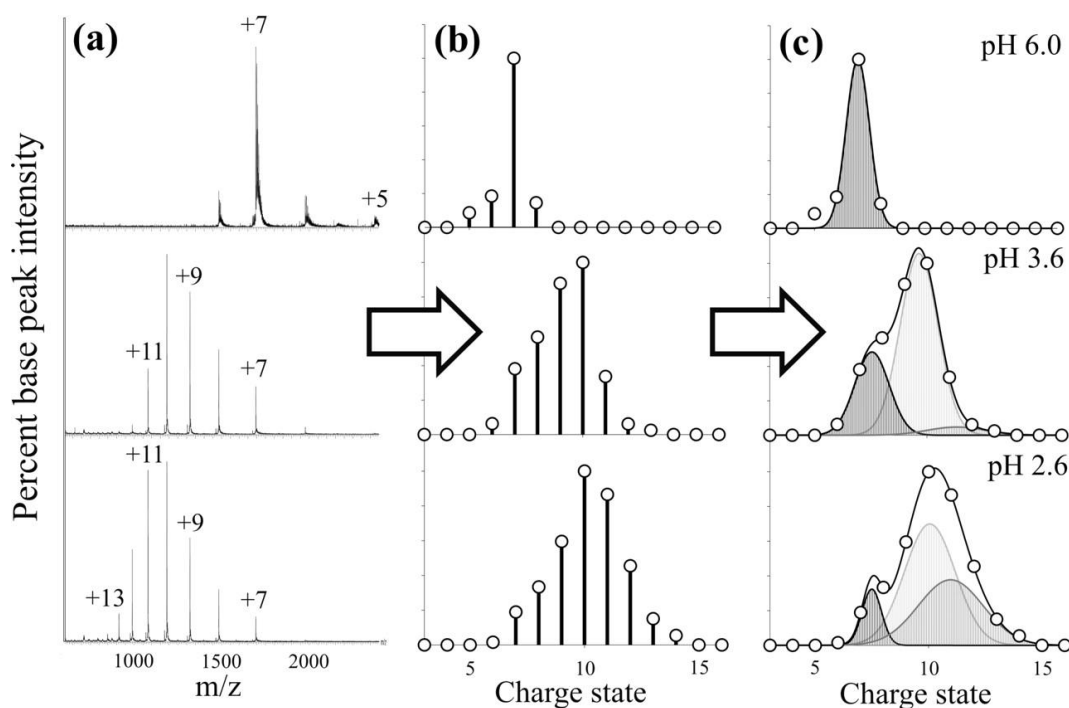 (a)
(b)
(c)
Percent base peak intensity
+7
+5
pH 6.0
+9
+11
+7
pH 3.6
+11
+9
+13
+7
pH 2.6
1000 1500 2000
5 10 15
5 10 15
m/z
Charge state
Charge state